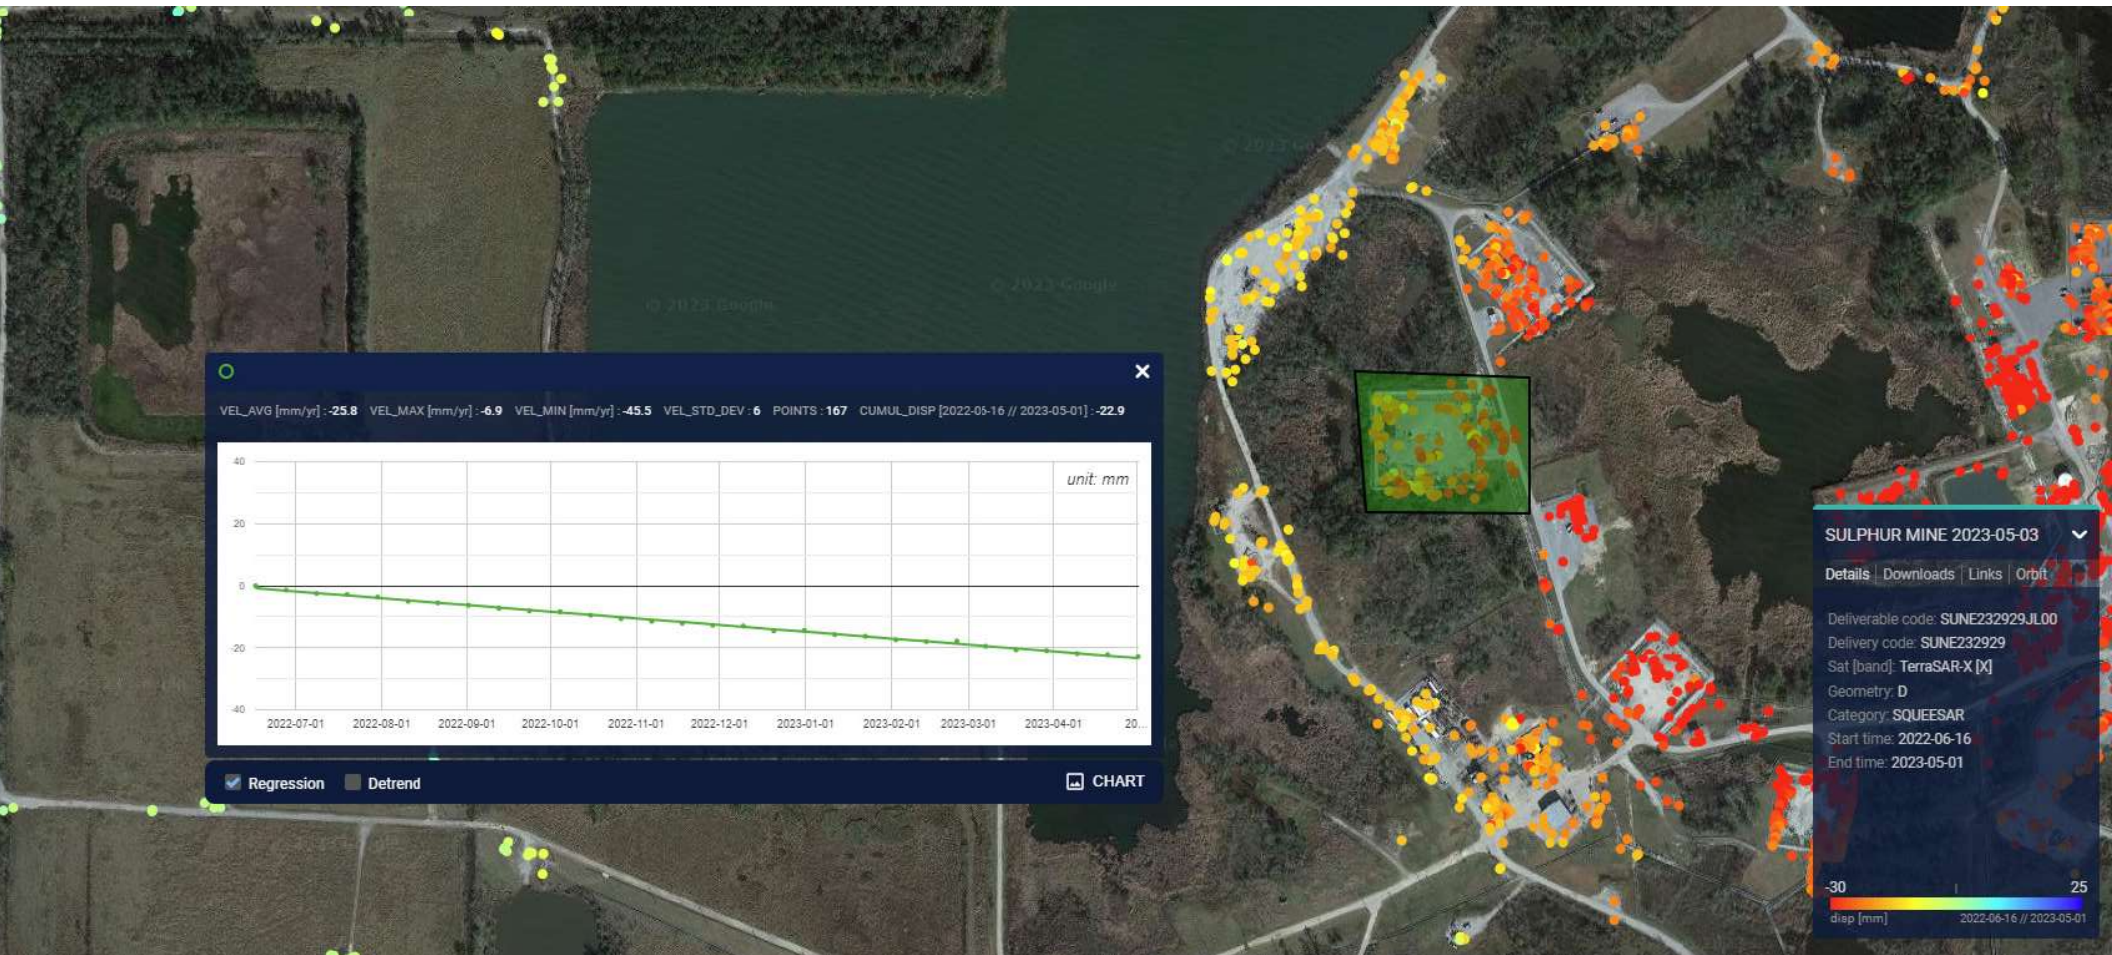 © 2023 Google
© 2023 Google
VEL_AVG [mm/yr] : -25.8 VEL_MAX [mm/yr] : -6.9 VEL_MIN [mm/yr] : -45.5 VEL_STD_DEV : 6 POINTS : 167 CUMUL_DISP [2022-06-16 // 2023-05-01] : -22.9
unit: mm
40
20
0
-20
-40
2022-07-01 2022-08-01 2022-09-01 2022-10-01 2022-11-01 2022-12-01 2023-01-01 2023-02-01 2023-03-01 2023-04-01 20...
Regression Detrend CHART
SULPHUR MINE 2023-05-03
Details | Downloads | Links | Orbit
Deliverable code: SUNE232929JL00
Delivery code: SUNE232929
Sat [band]: TerraSAR-X [X]
Geometry: D
Category: SQUEESAR
Start time: 2022-06-16
End time: 2023-05-01
-30 25
disp [mm] 2022-06-16 // 2023-05-01